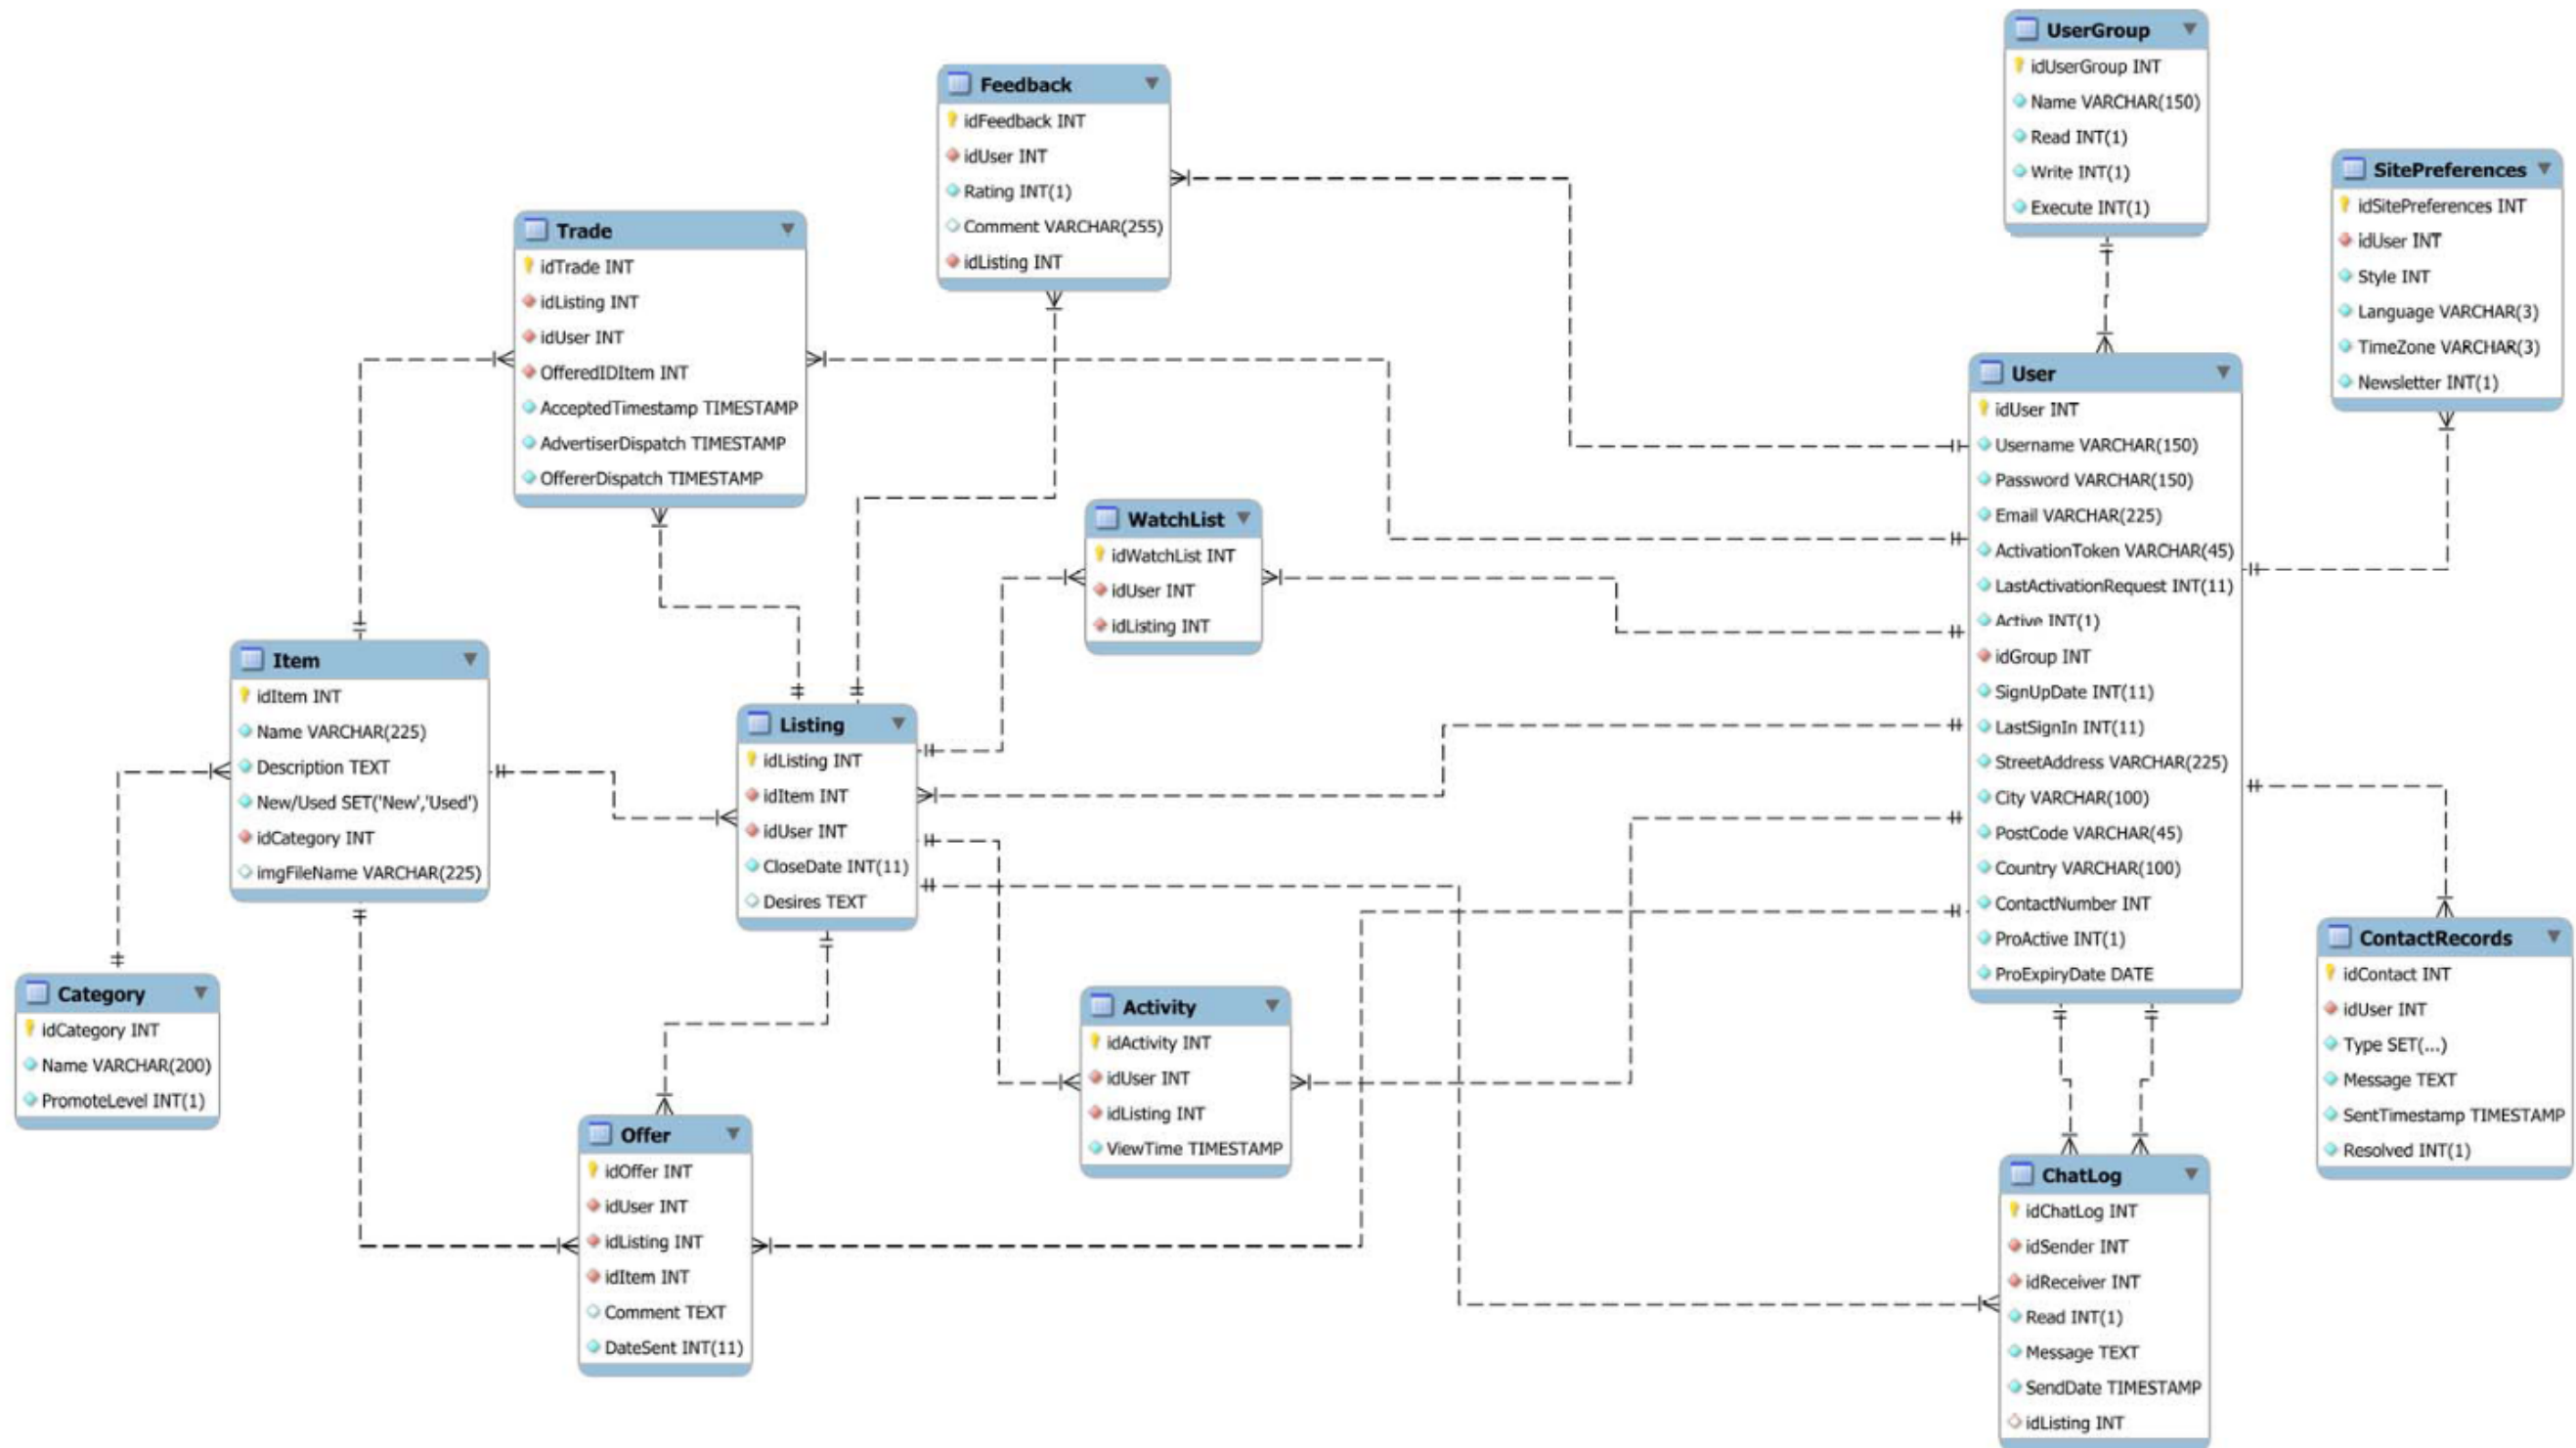 UserGroup
idUserGroup INT
Name VARCHAR(150)
Read INT(1)
Write INT(1)
Execute INT(1)
Feedback
idFeedback INT
idUser INT
Rating INT(1)
Comment VARCHAR(255)
idListing INT
SitePreferences
idSitePreferences INT
idUser INT
Style INT
Language VARCHAR(3)
TimeZone VARCHAR(3)
Newsletter INT(1)
Trade
idTrade INT
idListing INT
idUser INT
OfferedIDItem INT
AcceptedTimestamp TIMESTAMP
AdvertiserDispatch TIMESTAMP
OffererDispatch TIMESTAMP
User
idUser INT
Username VARCHAR(150)
Password VARCHAR(150)
Email VARCHAR(225)
ActivationToken VARCHAR(45)
LastActivationRequest INT(11)
Active INT(1)
idGroup INT
SignUpDate INT(11)
LastSignIn INT(11)
StreetAddress VARCHAR(225)
City VARCHAR(100)
PostCode VARCHAR(45)
Country VARCHAR(100)
ContactNumber INT
ProActive INT(1)
ProExpiryDate DATE
WatchList
idWatchList INT
idUser INT
idListing INT
Item
idItem INT
Name VARCHAR(225)
Description TEXT
New/Used SET('New','Used')
idCategory INT
imgFileName VARCHAR(225)
Listing
idListing INT
idItem INT
idUser INT
CloseDate INT(11)
Desires TEXT
ContactRecords
idContact INT
idUser INT
Type SET(...)
Message TEXT
SentTimestamp TIMESTAMP
Resolved INT(1)
Category
idCategory INT
Name VARCHAR(200)
PromoteLevel INT(1)
Activity
idActivity INT
idUser INT
idListing INT
ViewTime TIMESTAMP
Offer
idOffer INT
idUser INT
idListing INT
idItem INT
Comment TEXT
DateSent INT(11)
ChatLog
idChatLog INT
idSender INT
idReceiver INT
Read INT(1)
Message TEXT
SendDate TIMESTAMP
idListing INT